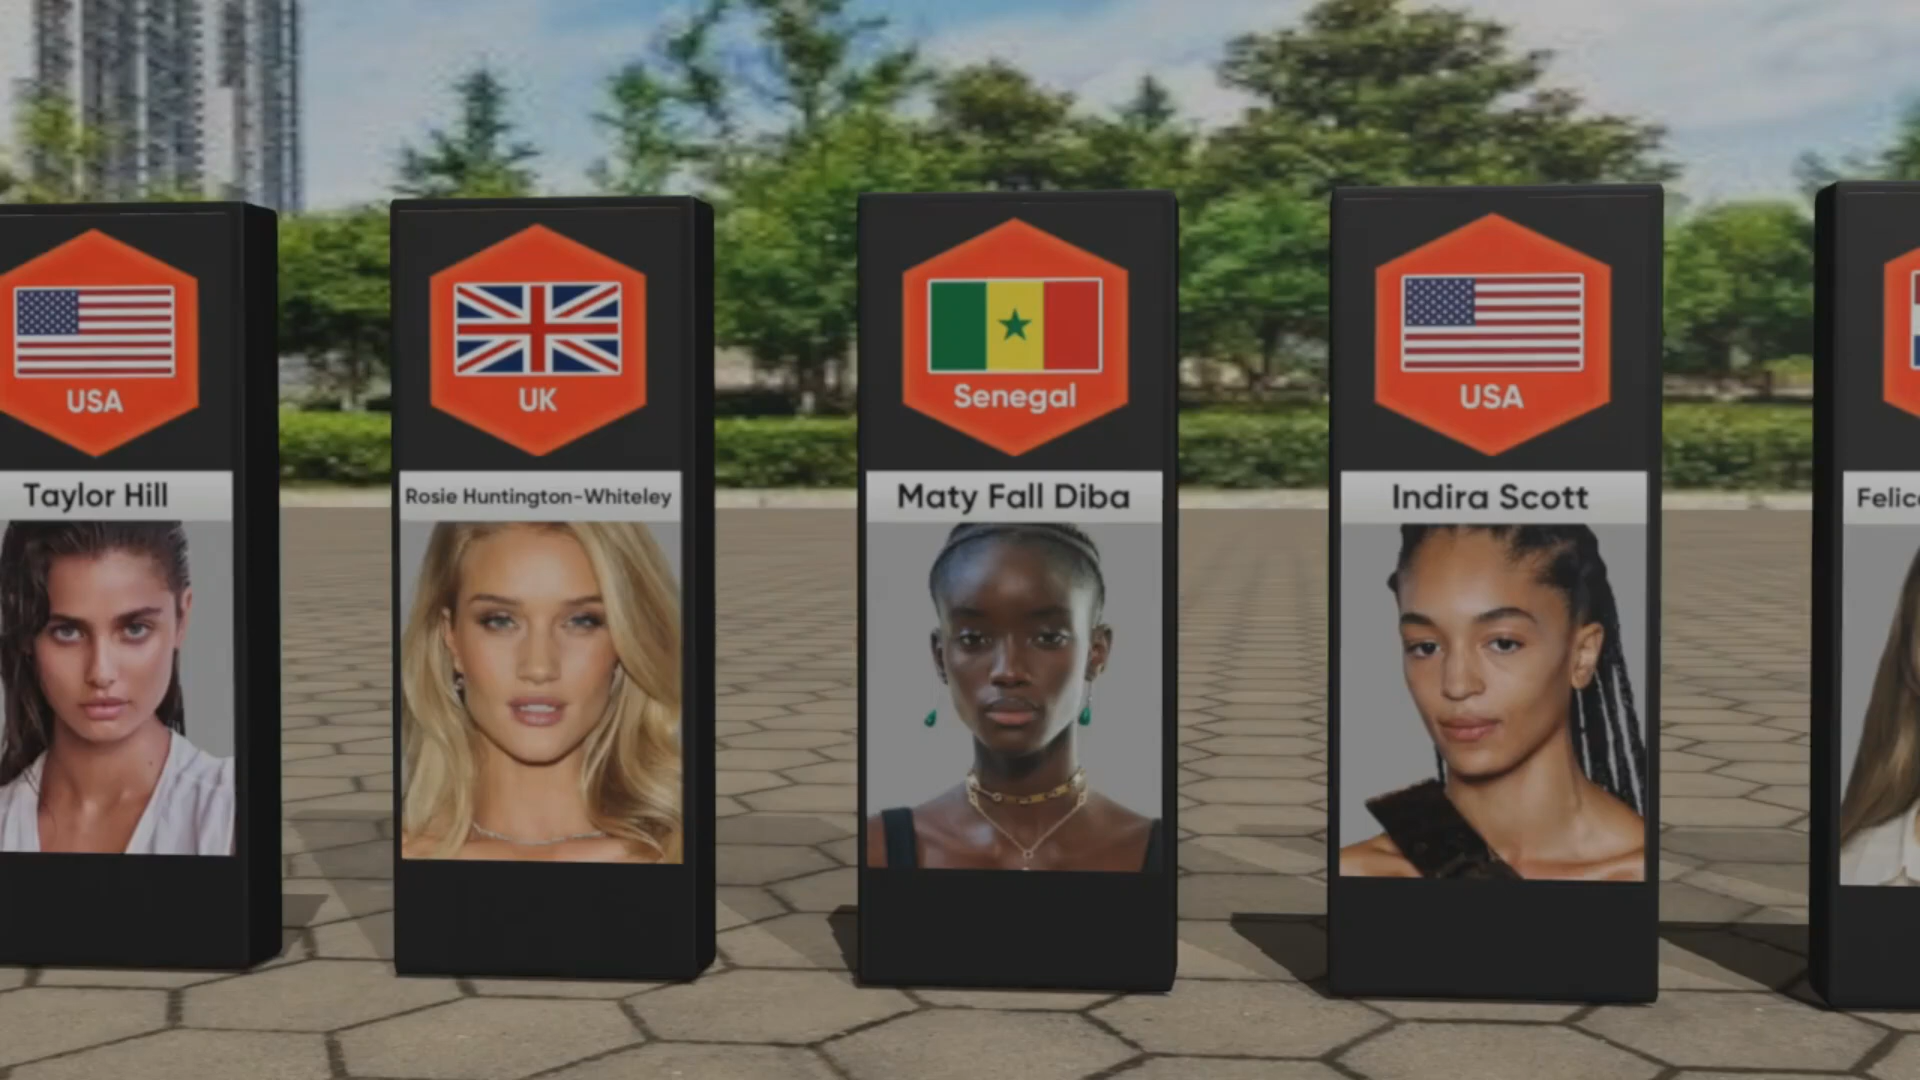 USA
Taylor Hill
UK
Rosie Huntington-Whiteley
Senegal
Maty Fall Diba
USA
Indira Scott